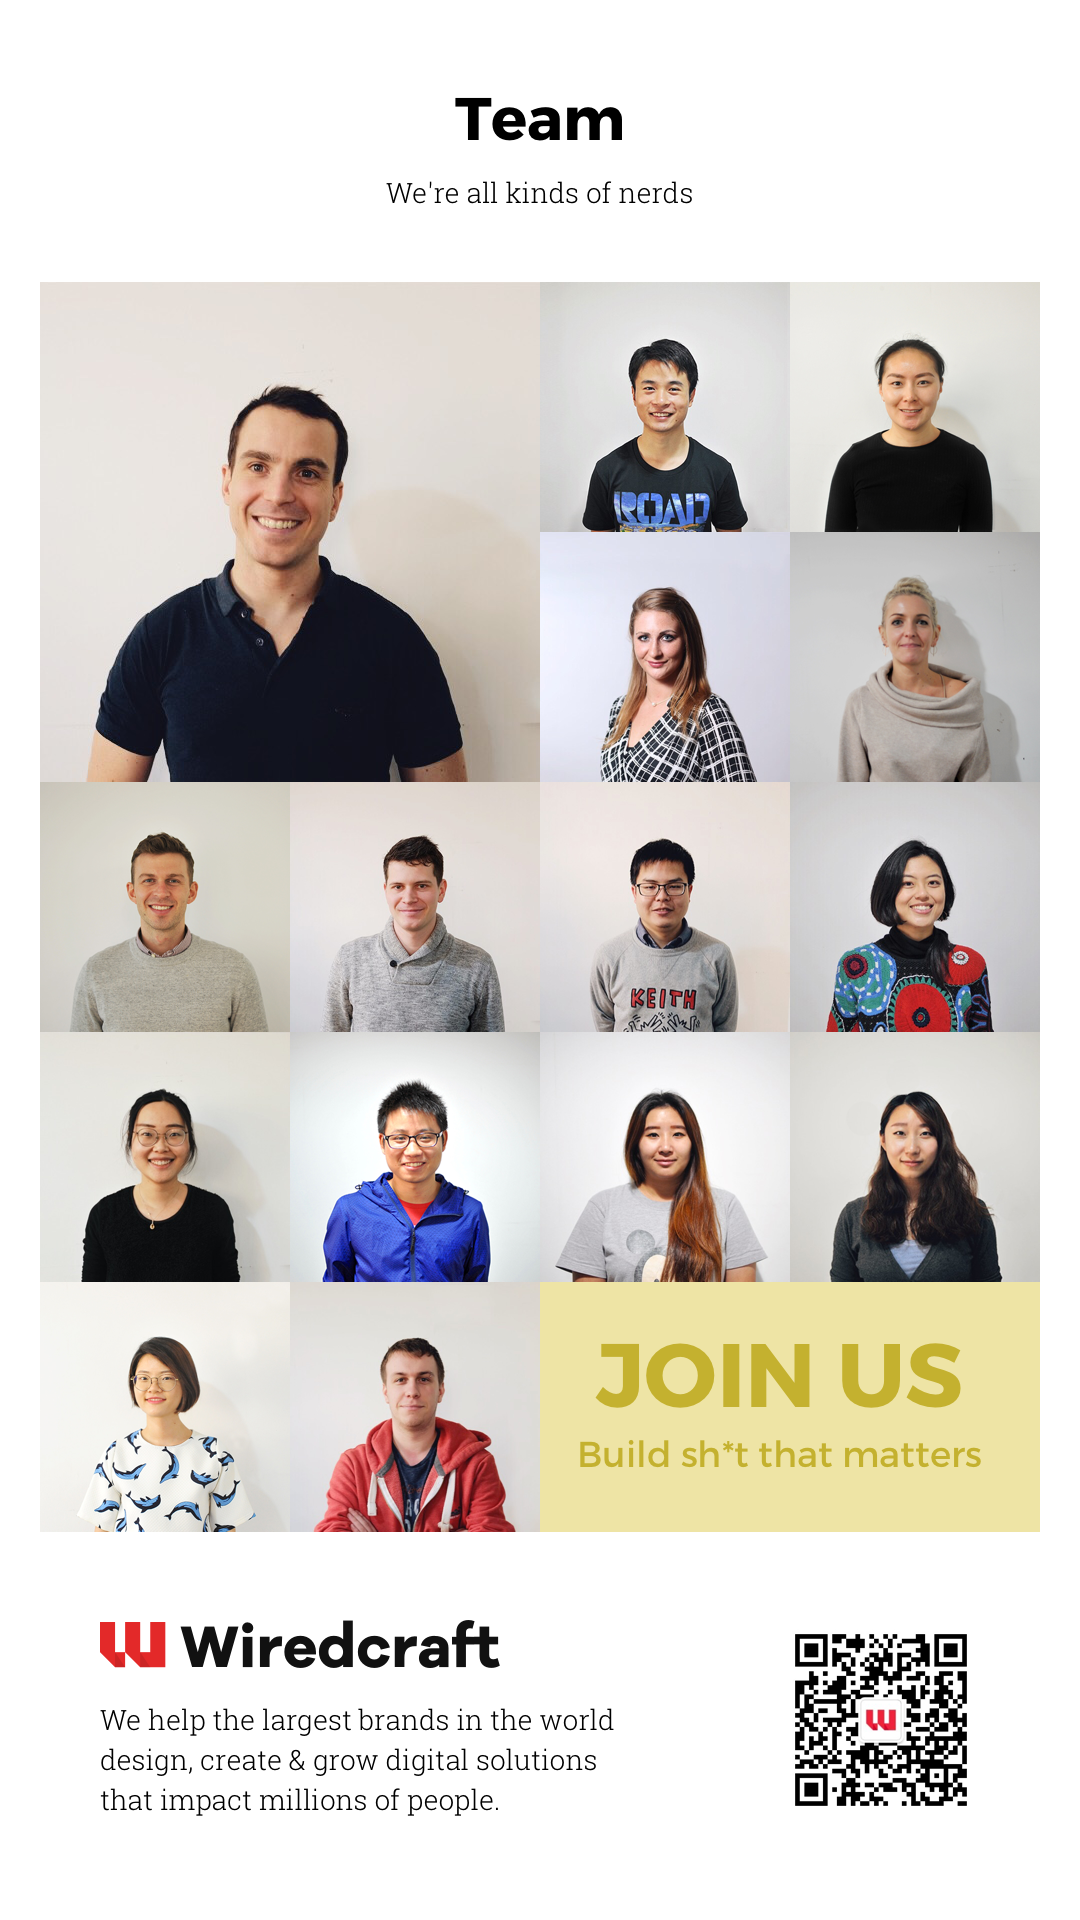 Team
We're all kinds of nerds
ROAD
KEITH
JOIN US
Build sh*t that matters
Wiredcraft
We help the largest brands in the world
design, create & grow digital solutions
that impact millions of people.